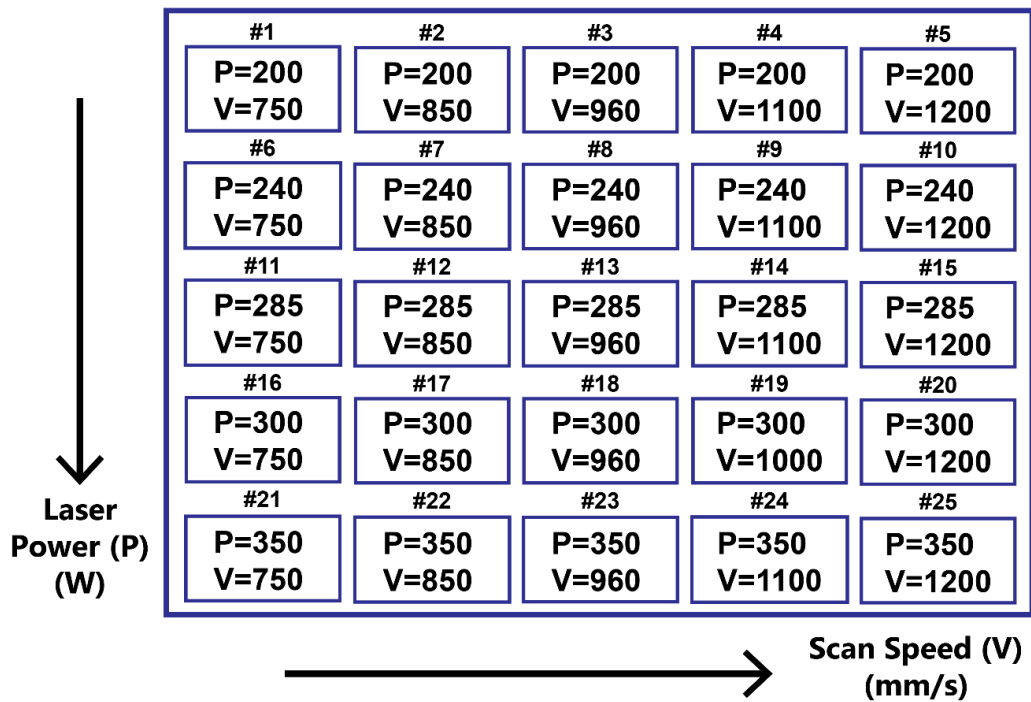 #1 #2 #3 #4 #5
P=200 P=200 P=200 P=200 P=200
V=750 V=850 V=960 V=1100 V=1200
#6 #7 #8 #9 #10
P=240 P=240 P=240 P=240 P=240
V=750 V=850 V=960 V=1100 V=1200
#11 #12 #13 #14 #15
P=285 P=285 P=285 P=285 P=285
V=750 V=850 V=960 V=1100 V=1200
#16 #17 #18 #19 #20
P=300 P=300 P=300 P=300 P=300
V=750 V=850 V=960 V=1000 V=1200
#21 #22 #23 #24 #25
P=350 P=350 P=350 P=350 P=350
V=750 V=850 V=960 V=1100 V=1200
Laser
Power (P)
(W)
Scan Speed (V)
(mm/s)